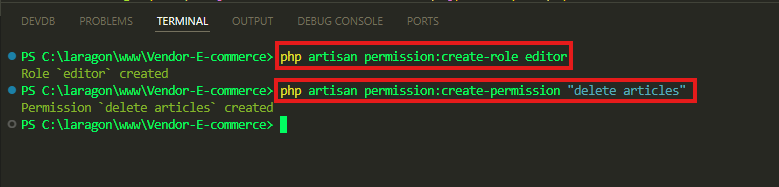 DEVDB PROBLEMS TERMINAL OUTPUT DEBUG CONSOLE PORTS
PS C:\laragon\www\Vendor-E-commerce> php artisan permission:create-role editor
Role `editor` created
PS C:\laragon\www\Vendor-E-commerce> php artisan permission:create-permission "delete articles"
Permission `delete articles` created
PS C:\laragon\www\Vendor-E-commerce>